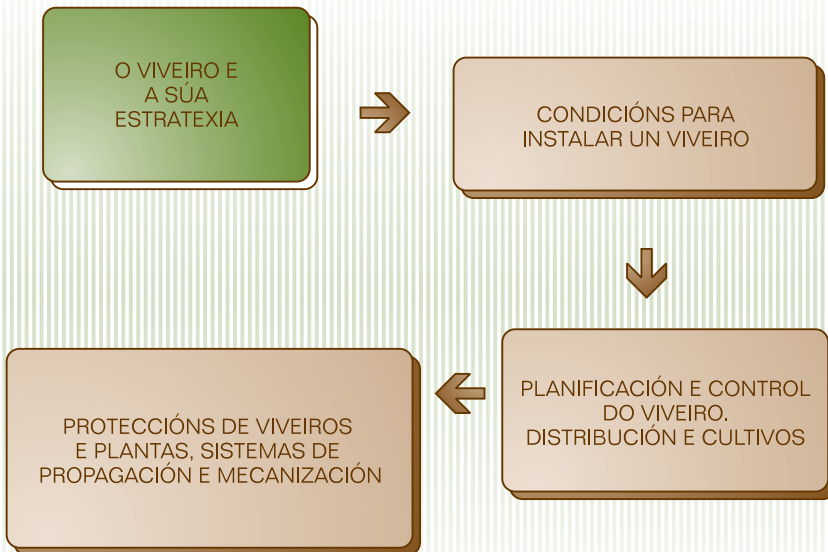 O VIVEIRO E
A SÚA
ESTRATEXIA
CONDICIÓNS PARA
INSTALAR UN VIVEIRO
PLANIFICACIÓN E CONTROL
DO VIVEIRO.
DISTRIBUCIÓN E CULTIVOS
PROTECCIÓNS DE VIVEIROS
E PLANTAS, SISTEMAS DE
PROPAGACIÓN E MECANIZACIÓN